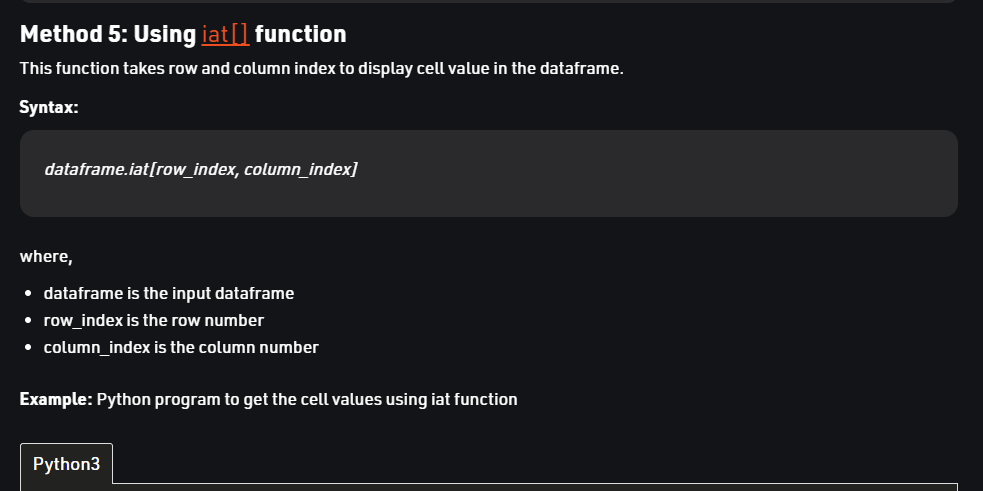 Method 5: Using iat[] function
This function takes row and column index to display cell value in the dataframe.
Syntax:
dataframe.iat[row_index, column_index]
where,
• dataframe is the input dataframe
• row_index is the row number
• column_index is the column number
Example: Python program to get the cell values using iat function
Python3